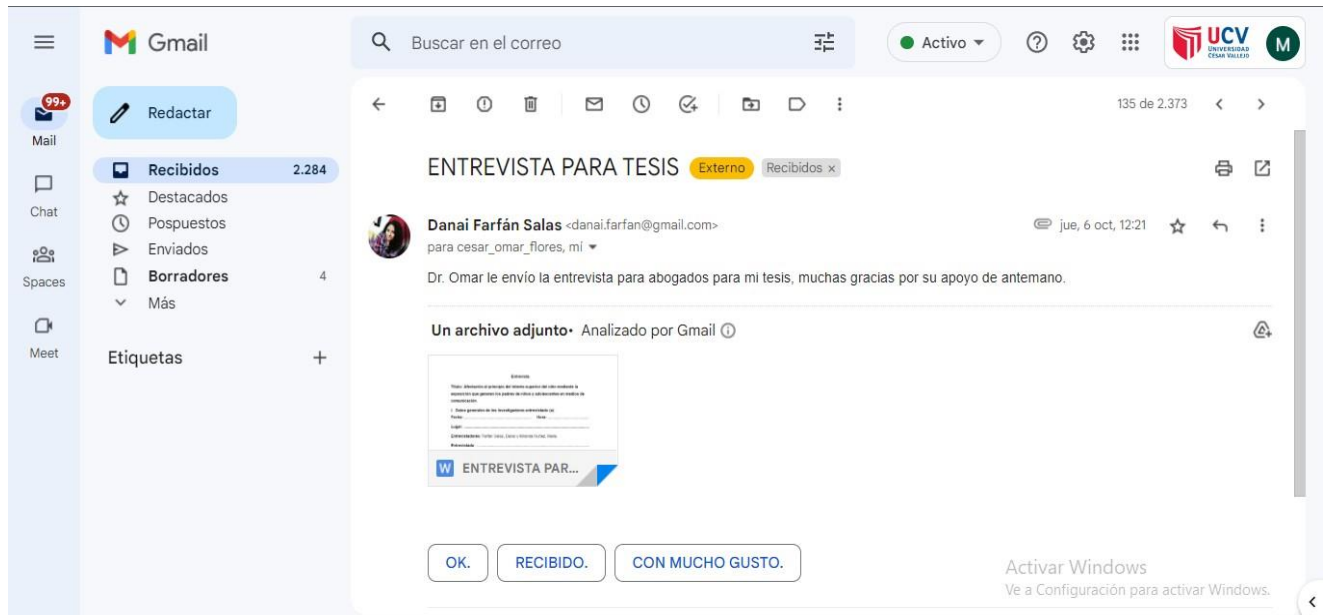 Gmail
Buscar en el correo
Activo
UCV
UNIVERSIDAD
CÉSAR VALLEJO
M
99+
Mail
Chat
Spaces
Meet
Redactar
Recibidos 2.284
Destacados
Pospuestos
Enviados
Borradores 4
Más
Etiquetas
135 de 2.373
ENTREVISTA PARA TESIS Externo Recibidos ×
Danai Farfán Salas <danai.farfan@gmail.com> jue, 6 oct, 12:21
para cesar_omar_flores, mí
Dr. Omar le envío la entrevista para abogados para mi tesis, muchas gracias por su apoyo de antemano.
Un archivo adjunto• Analizado por Gmail
Entrevista
W ENTREVISTA PAR...
OK. RECIBIDO. CON MUCHO GUSTO.
Activar Windows
Ve a Configuración para activar Windows.